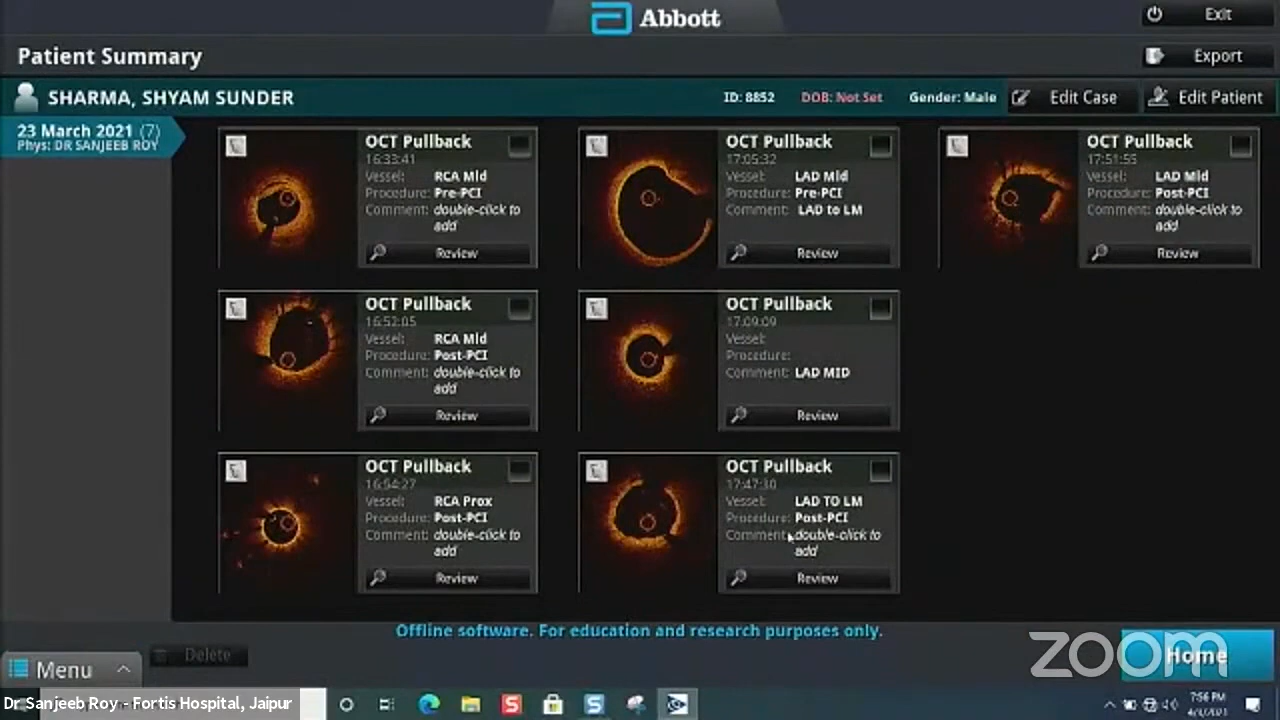 Abbott
Exit
Patient Summary
Export
SHARMA, SHYAM SUNDER
ID: 8852
DOB: Not Set
Gender: Male
Edit Case
Edit Patient
23 March 2021 (7)
Phys: DR SANJEEB ROY
OCT Pullback
16:33:41
Vessel: RCA Mid
Procedure: Pre-PCI
Comment: double-click to
add
Review
OCT Pullback
17:05:32
Vessel: LAD Mid
Procedure: Pre-PCI
Comment: LAD to LM
Review
OCT Pullback
17:51:55
Vessel: LAD Mid
Procedure: Post-PCI
Comment: double-click to
add
Review
OCT Pullback
16:52:05
Vessel: RCA Mid
Procedure: Post-PCI
Comment: double-click to
add
Review
OCT Pullback
17:09:09
Vessel:
Procedure:
Comment: LAD MID
Review
OCT Pullback
16:54:27
Vessel: RCA Prox
Procedure: Post-PCI
Comment: double-click to
add
Review
OCT Pullback
17:47:30
Vessel: LAD TO LM
Procedure: Post-PCI
Comment: double-click to
add
Review
Offline software. For education and research purposes only.
Menu
Delete
zoom
Home
Dr Sanjeeb Roy - Fortis Hospital, Jaipur
7:56 PM